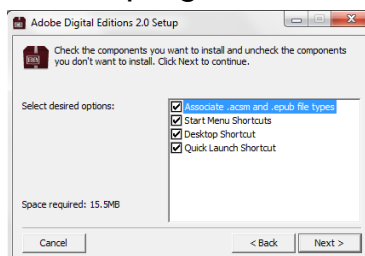 Adobe Digital Editions 2.0 Setup
Check the components you want to install and uncheck the components
you don't want to install. Click Next to continue.
Select desired options:
Associate .acsm and .epub file types
Start Menu Shortcuts
Desktop Shortcut
Quick Launch Shortcut
Space required: 15.5MB
Cancel
< Back
Next >